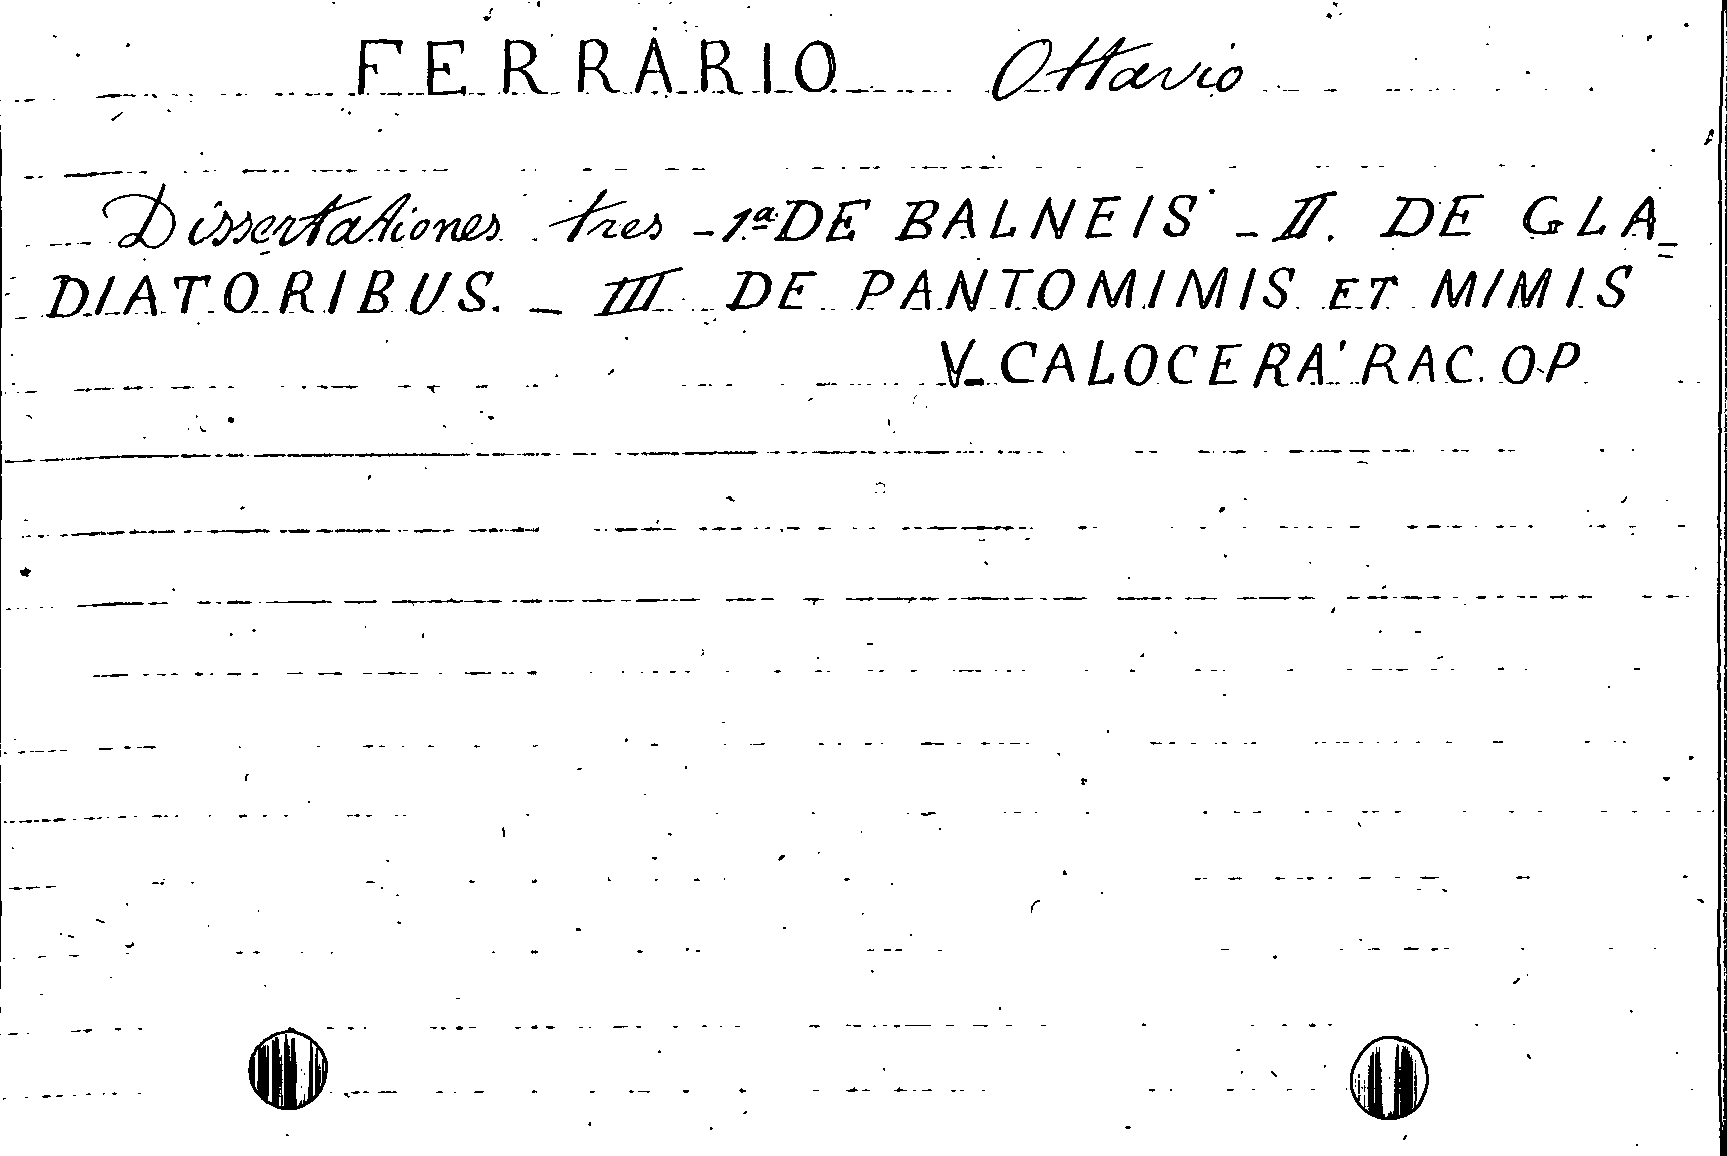 FERRARIO Ottavio
Dissertationes tres - 1ª DE BALNEIS - II. DE GLA=
DIATORIBUS. - III DE PANTOMIMIS ET MIMIS
V. CALOCERA' RAC. OP